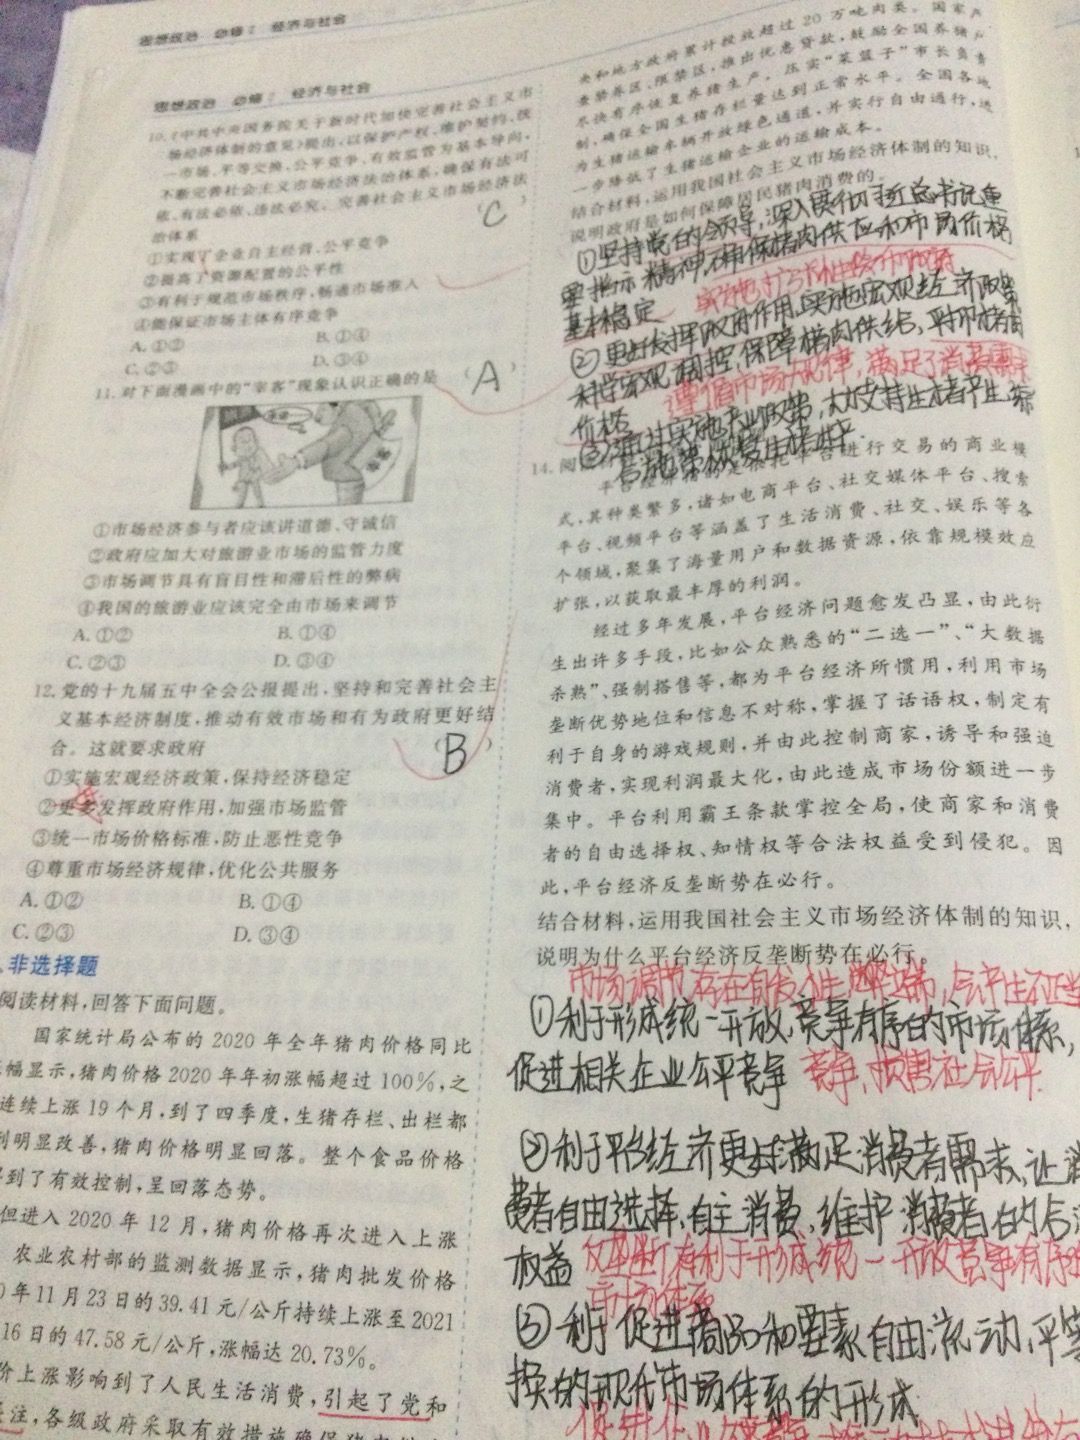 思想政治 必修2 经济与社会
思想政治 必修2 经济与社会
10.《中共中央国务院关于新时代加快完善社会主义市
场经济体制的意见》提出,以保护产权、维护契约、统
一市场、平等交换、公平竞争、有效监管为基本导向,
不断完善社会主义市场经济法治体系,确保有法可
依、有法必依、违法必究。完善社会主义市场经济法
治体系
(C)
①实现了企业自主经营、公平竞争
②提高了资源配置的公平性
③有利于规范市场秩序,畅通市场准入
④能保证市场主体有序竞争
A.①② B.①④
C.②③ D.③④
11.对下面漫画中的“宰客”现象认识正确的是 (A)
①市场经济参与者应该讲道德、守诚信
②政府应加大对旅游业市场的监管力度
③市场调节具有盲目性和滞后性的弊病
④我国的旅游业应该完全由市场来调节
A.①② B.①④
C.②③ D.③④
12.党的十九届五中全会公报提出,坚持和完善社会主
义基本经济制度,推动有效市场和有为政府更好结
合。这就要求政府 (B)
①实施宏观经济政策,保持经济稳定
②更多发挥政府作用,加强市场监管
③统一市场价格标准,防止恶性竞争
④尊重市场经济规律,优化公共服务
A.①② B.①④
C.②③ D.③④
非选择题
阅读材料,回答下面问题。
国家统计局公布的2020年全年猪肉价格同比
幅显示,猪肉价格2020年年初涨幅超过100%,之
连续上涨19个月,到了四季度,生猪存栏、出栏都
明显改善,猪肉价格明显回落。整个食品价格
到了有效控制,呈回落态势。
但进入2020年12月,猪肉价格再次进入上涨
农业农村部的监测数据显示,猪肉批发价格
年11月23日的39.41元/公斤持续上涨至2021
16日的47.58元/公斤,涨幅达20.73%。
价上涨影响到了人民生活消费,引起了党和
注,各级政府采取有效措施确保猪肉
央和地方政府累计投放超过20万吨肉类。国家
禁养区、限禁区,推出优惠贷款,鼓励全国养猪
尽快有序恢复养猪生产。压实“菜篮子”市长负责
制,确保全国生猪存栏量达到正常水平。全国各地
为生猪运输车辆开放绿色通道,并实行自由通行,进
一步降低了生猪运输企业的运输成本。
结合材料,运用我国社会主义市场经济体制的知识,
说明政府是如何保障居民猪肉消费的。
①坚持党的领导,深入贯彻习近总书记重
要指示精神,确保猪肉供应和市场价格
基本稳定
②更好发挥政府作用,实施宏观经济政策
科学宏观调控,保障猪肉供给,平抑猪肉
遵循市场规律,满足了消费需求
价格
③通过实施产业政策,大力支持生猪产生,综
14.阅
平台进行交易的商业模
式,其种类繁多,诸如电商平台、社交媒体平台、搜索
平台、视频平台等涵盖了生活消费、社交、娱乐等各
个领域,聚集了海量用户和数据资源,依靠规模效应
扩张,以获取最丰厚的利润。
经过多年发展,平台经济问题愈发凸显,由此衍
生出许多手段,比如公众熟悉的“二选一”、“大数据
杀熟”、强制搭售等,都为平台经济所惯用,利用市场
垄断优势地位和信息不对称,掌握了话语权,制定有
利于自身的游戏规则,并由此控制商家,诱导和强迫
消费者,实现利润最大化,由此造成市场份额进一步
集中。平台利用霸王条款掌控全局,使商家和消费
者的自由选择权、知情权等合法权益受到侵犯。因
此,平台经济反垄断势在必行。
结合材料,运用我国社会主义市场经济体制的知识,
说明为什么平台经济反垄断势在必行。
市场调节存在自发性等弊端,会产生不正当
①利于形成统一开放、竞争有序的市场体系,
促进相关企业公平竞争 竞争,损害社会公平.
②利于平台经济更好满足消费者需求,让消
费者自由选择、自主消费,维护消费者的合法
权益 反垄断有利于形成统一开放竞争有序的
市场体系
③利于促进商品和要素自由流动,平等
换的现代市场体系的形成